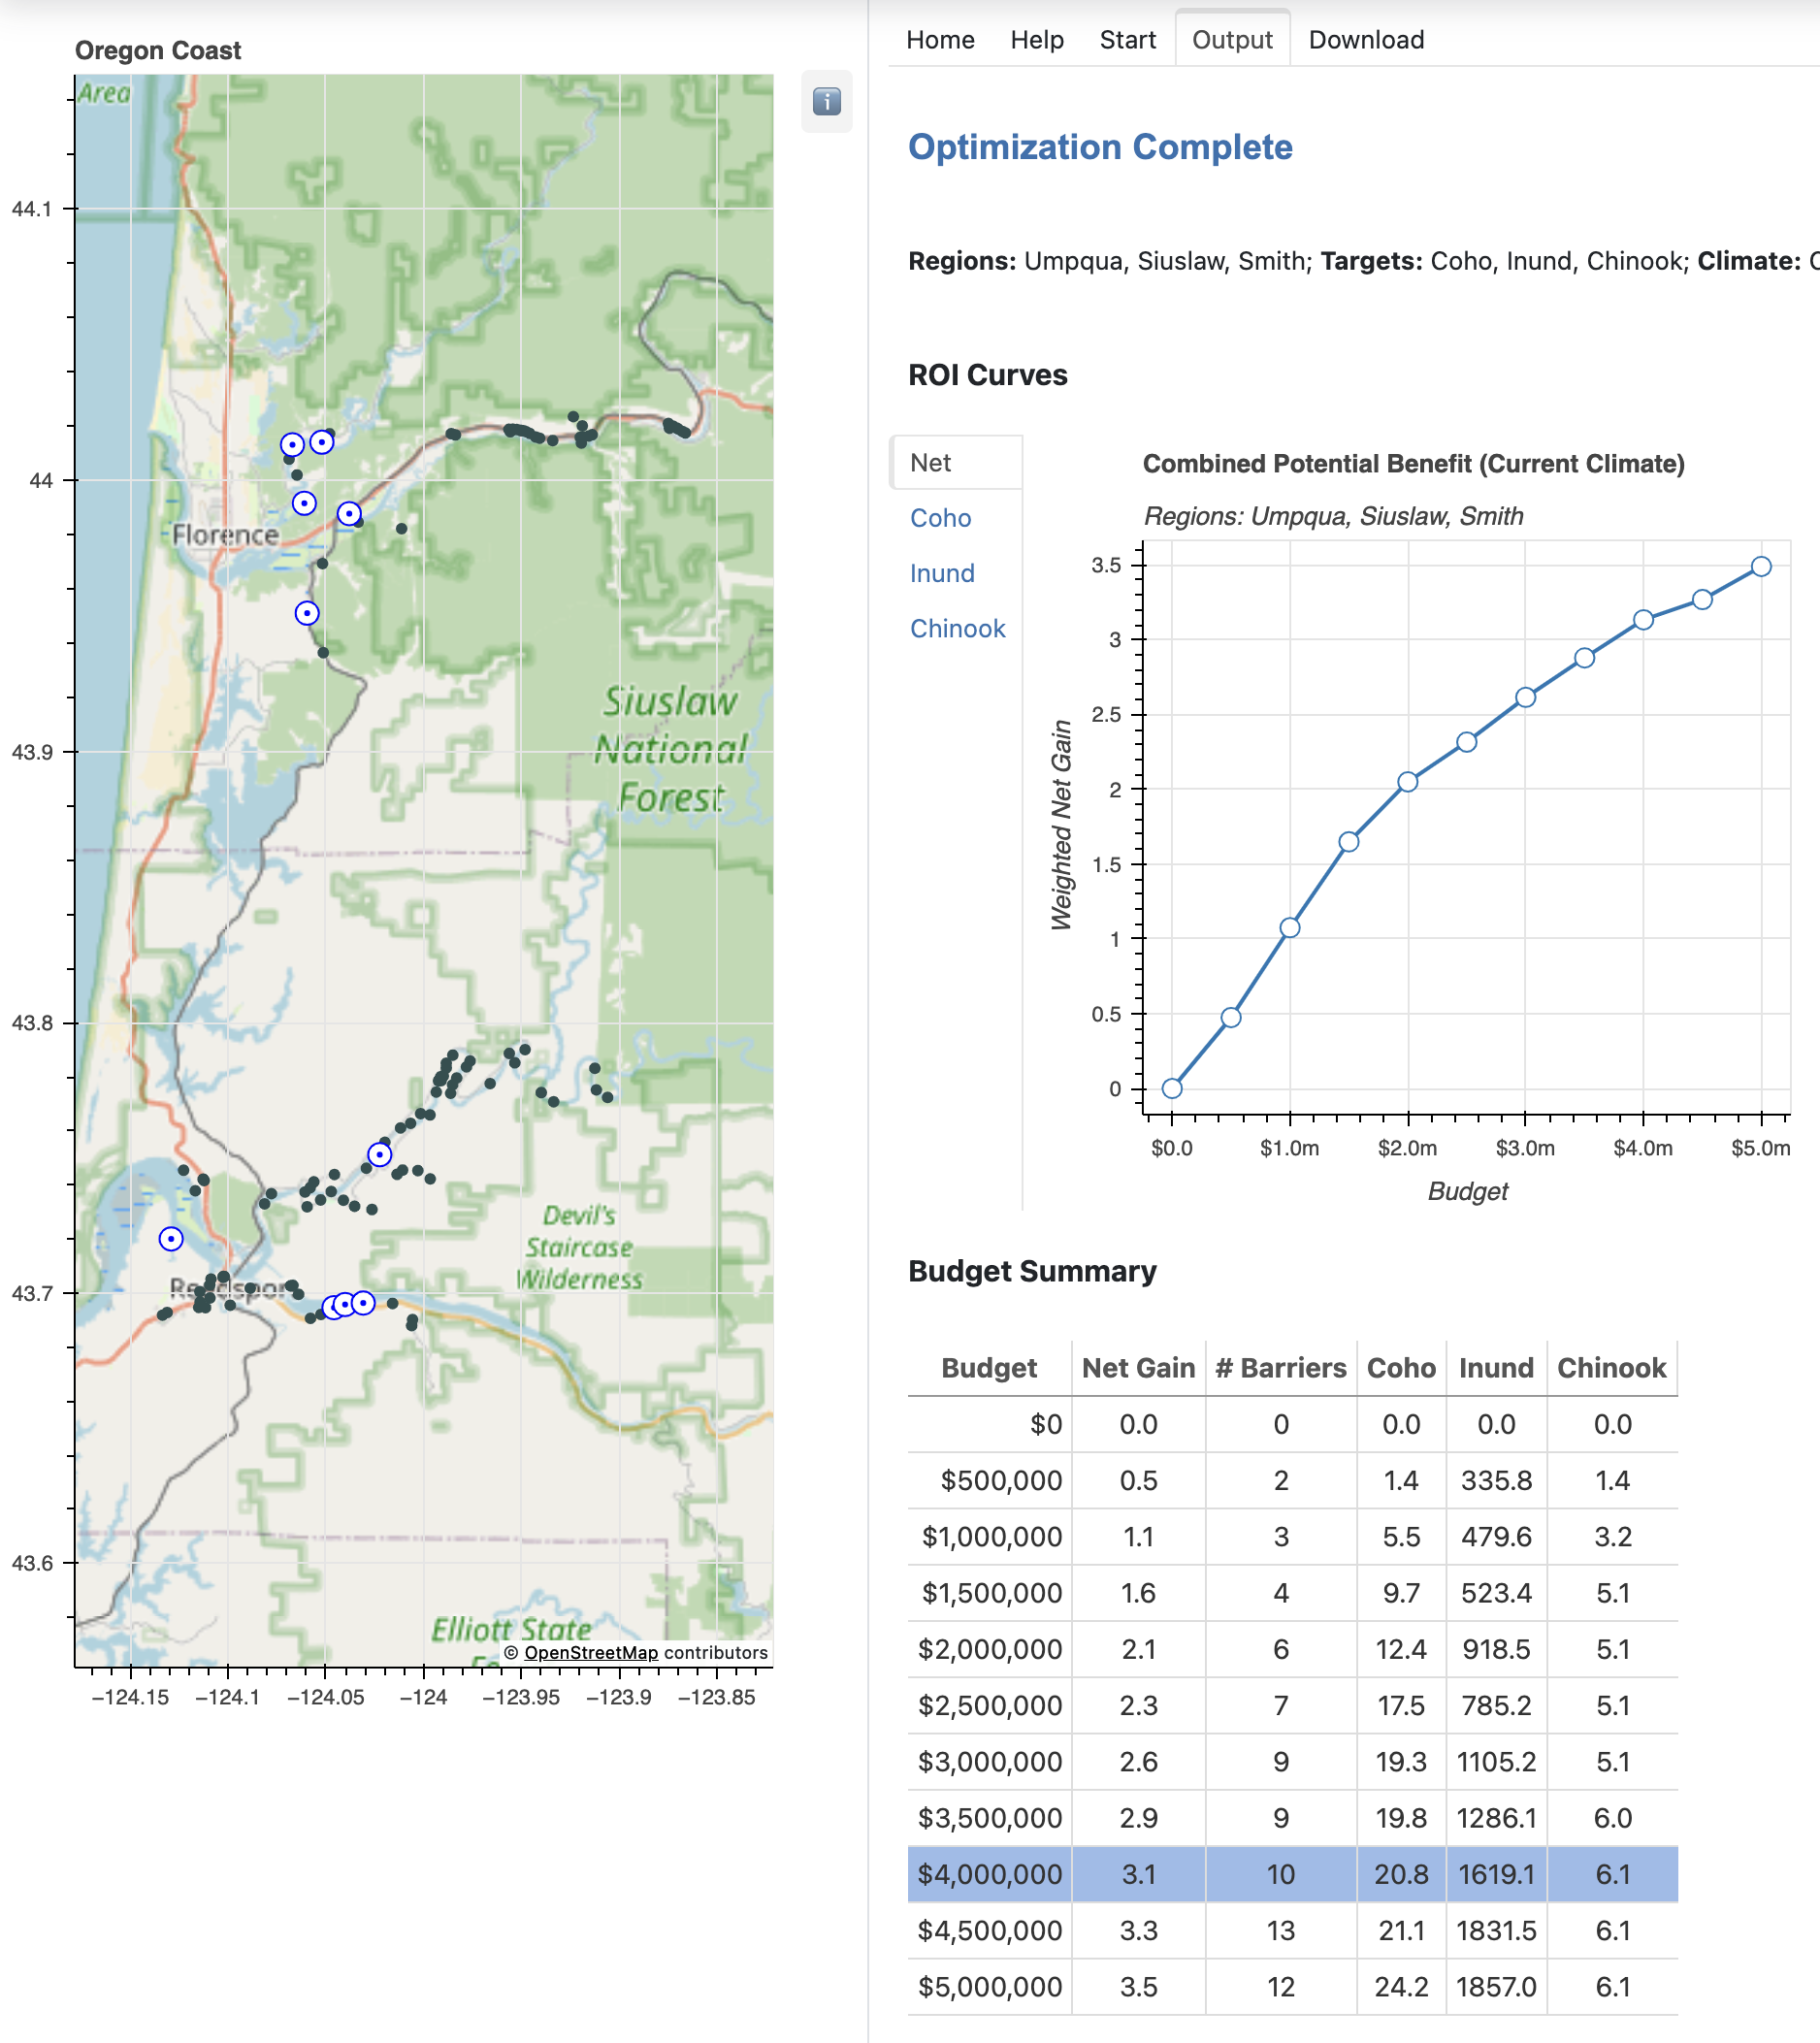 Oregon Coast
Area
44.1
44
43.9
43.8
43.7
43.6
Florence
Siuslaw
National
Forest
Devil's
Staircase
Wilderness
Elliott State
© OpenStreetMap contributors
−124.15 −124.1 −124.05 −124 −123.95 −123.9 −123.85
i
Home Help Start Output Download
Optimization Complete
Regions: Umpqua, Siuslaw, Smith; Targets: Coho, Inund, Chinook; Climate:
ROI Curves
Net
Coho
Inund
Chinook
Combined Potential Benefit (Current Climate)
Regions: Umpqua, Siuslaw, Smith
Weighted Net Gain
3.5
3
2.5
2
1.5
1
0.5
0
$0.0 $1.0m $2.0m $3.0m $4.0m $5.0m
Budget
Budget Summary
Budget Net Gain # Barriers Coho Inund Chinook
$0 0.0 0 0.0 0.0 0.0
$500,000 0.5 2 1.4 335.8 1.4
$1,000,000 1.1 3 5.5 479.6 3.2
$1,500,000 1.6 4 9.7 523.4 5.1
$2,000,000 2.1 6 12.4 918.5 5.1
$2,500,000 2.3 7 17.5 785.2 5.1
$3,000,000 2.6 9 19.3 1105.2 5.1
$3,500,000 2.9 9 19.8 1286.1 6.0
$4,000,000 3.1 10 20.8 1619.1 6.1
$4,500,000 3.3 13 21.1 1831.5 6.1
$5,000,000 3.5 12 24.2 1857.0 6.1